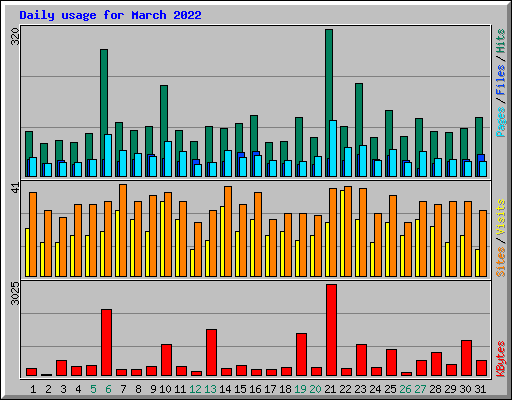 Daily usage for March 2022
320
Pages / Files / Hits
41
Sites / Visits
3025
KBytes
1 2 3 4 5 6 7 8 9 10 11 12 13 14 15 16 17 18 19 20 21 22 23 24 25 26 27 28 29 30 31